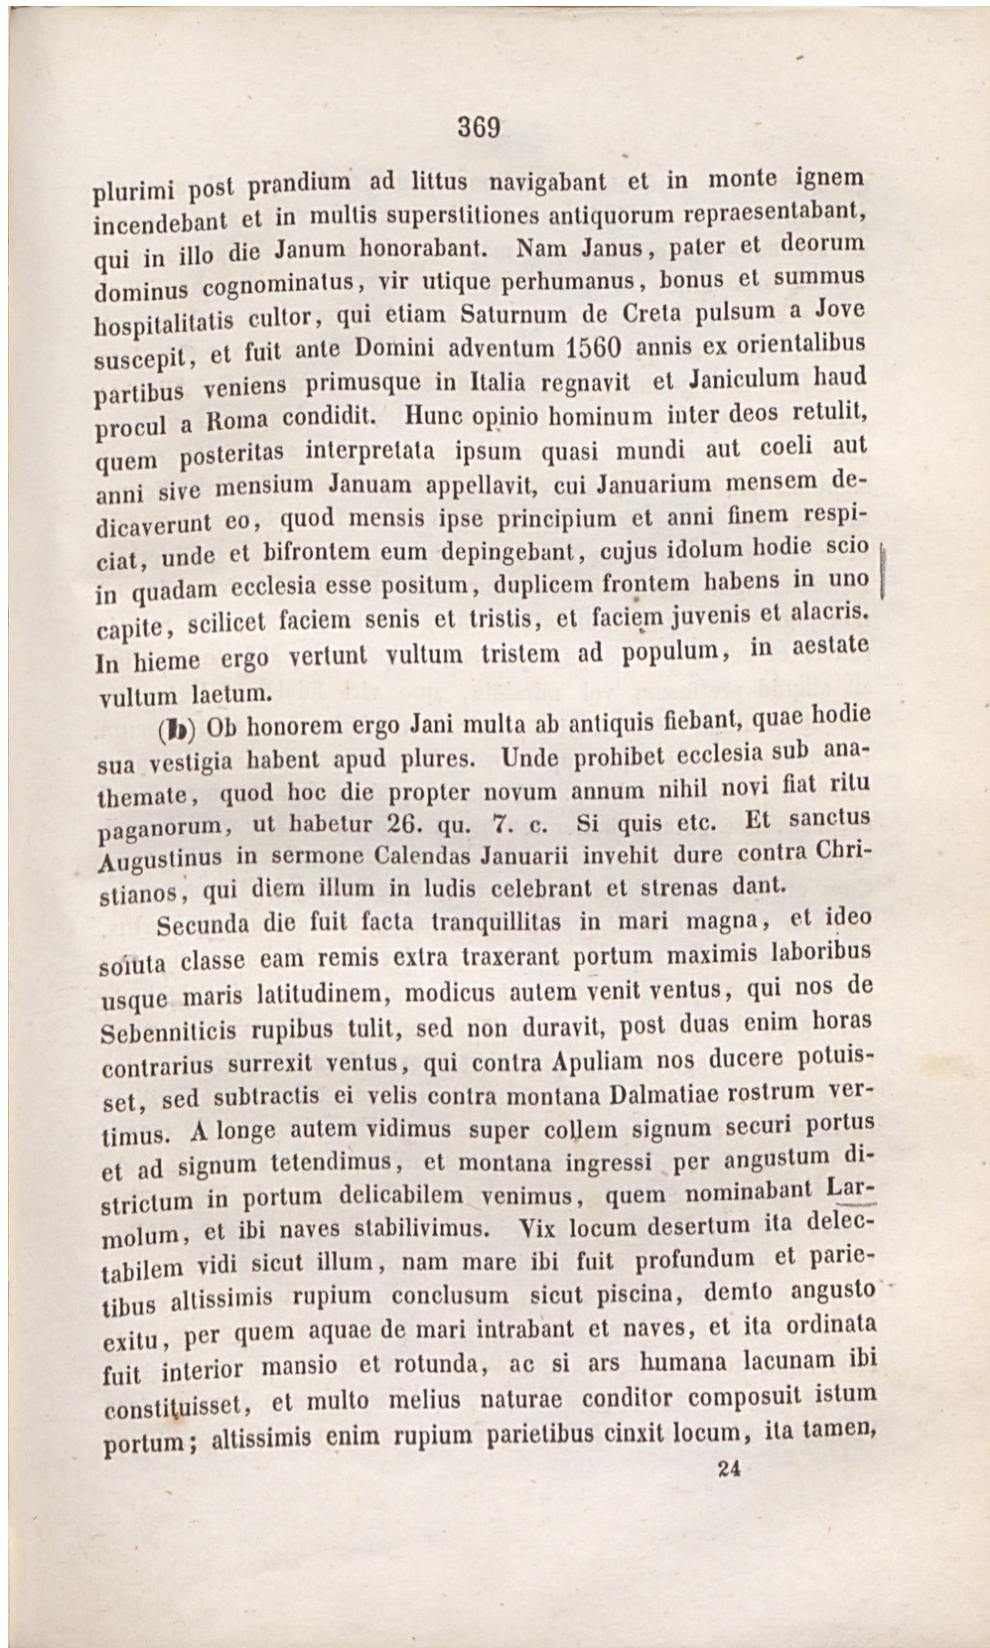 369
plurimi post prandium ad littus navigabant et in monte ignem
incendebant et in multis superstitiones antiquorum repraesentabant,
qui in illo die Janum honorabant. Nam Janus, pater et deorum
dominus cognominatus, vir utique perhumanus, bonus et summus
hospitalitatis cultor, qui etiam Saturnum de Creta pulsum a Jove
suscepit, et fuit ante Domini adventum 1560 annis ex orientalibus
partibus veniens primusque in Italia regnavit et Janiculum haud
procul a Roma condidit. Hunc opinio hominum inter deos retulit,
quem posteritas interpretata ipsum quasi mundi aut coeli aut
anni sive mensium Januam appellavit, cui Januarium mensem de-
dicaverunt eo, quod mensis ipse principium et anni finem respi-
ciat, unde et bifrontem eum depingebant, cujus idolum hodie scio
in quadam ecclesia esse positum, duplicem frontem habens in uno
capite, scilicet faciem senis et tristis, et faciem juvenis et alacris.
In hieme ergo vertunt vultum tristem ad populum, in aestate
vultum laetum.
(b) Ob honorem ergo Jani multa ab antiquis fiebant, quae hodie
sua vestigia habent apud plures. Unde prohibet ecclesia sub ana-
themate, quod hoc die propter novum annum nihil novi fiat ritu
paganorum, ut habetur 26. qu. 7. c. Si quis etc. Et sanctus
Augustinus in sermone Calendas Januarii invehit dure contra Chri-
stianos, qui diem illum in ludis celebrant et strenas dant.
Secunda die fuit facta tranquillitas in mari magna, et ideo
soluta classe eam remis extra traxerant portum maximis laboribus
usque maris latitudinem, modicus autem venit ventus, qui nos de
Sebenniticis rupibus tulit, sed non duravit, post duas enim horas
contrarius surrexit ventus, qui contra Apuliam nos ducere potuis-
set, sed subtractis ei velis contra montana Dalmatiae rostrum ver-
timus. A longe autem vidimus super collem signum securi portus
et ad signum tetendimus, et montana ingressi per angustum di-
strictum in portum delicabilem venimus, quem nominabant Lar-
molum, et ibi naves stabilivimus. Vix locum desertum ita delec-
tabilem vidi sicut illum, nam mare ibi fuit profundum et parie-
tibus altissimis rupium conclusum sicut piscina, demto angusto
exitu, per quem aquae de mari intrabant et naves, et ita ordinata
fuit interior mansio et rotunda, ac si ars humana lacunam ibi
constituisset, et multo melius naturae conditor composuit istum
portum; altissimis enim rupium parietibus cinxit locum, ita tamen,
24